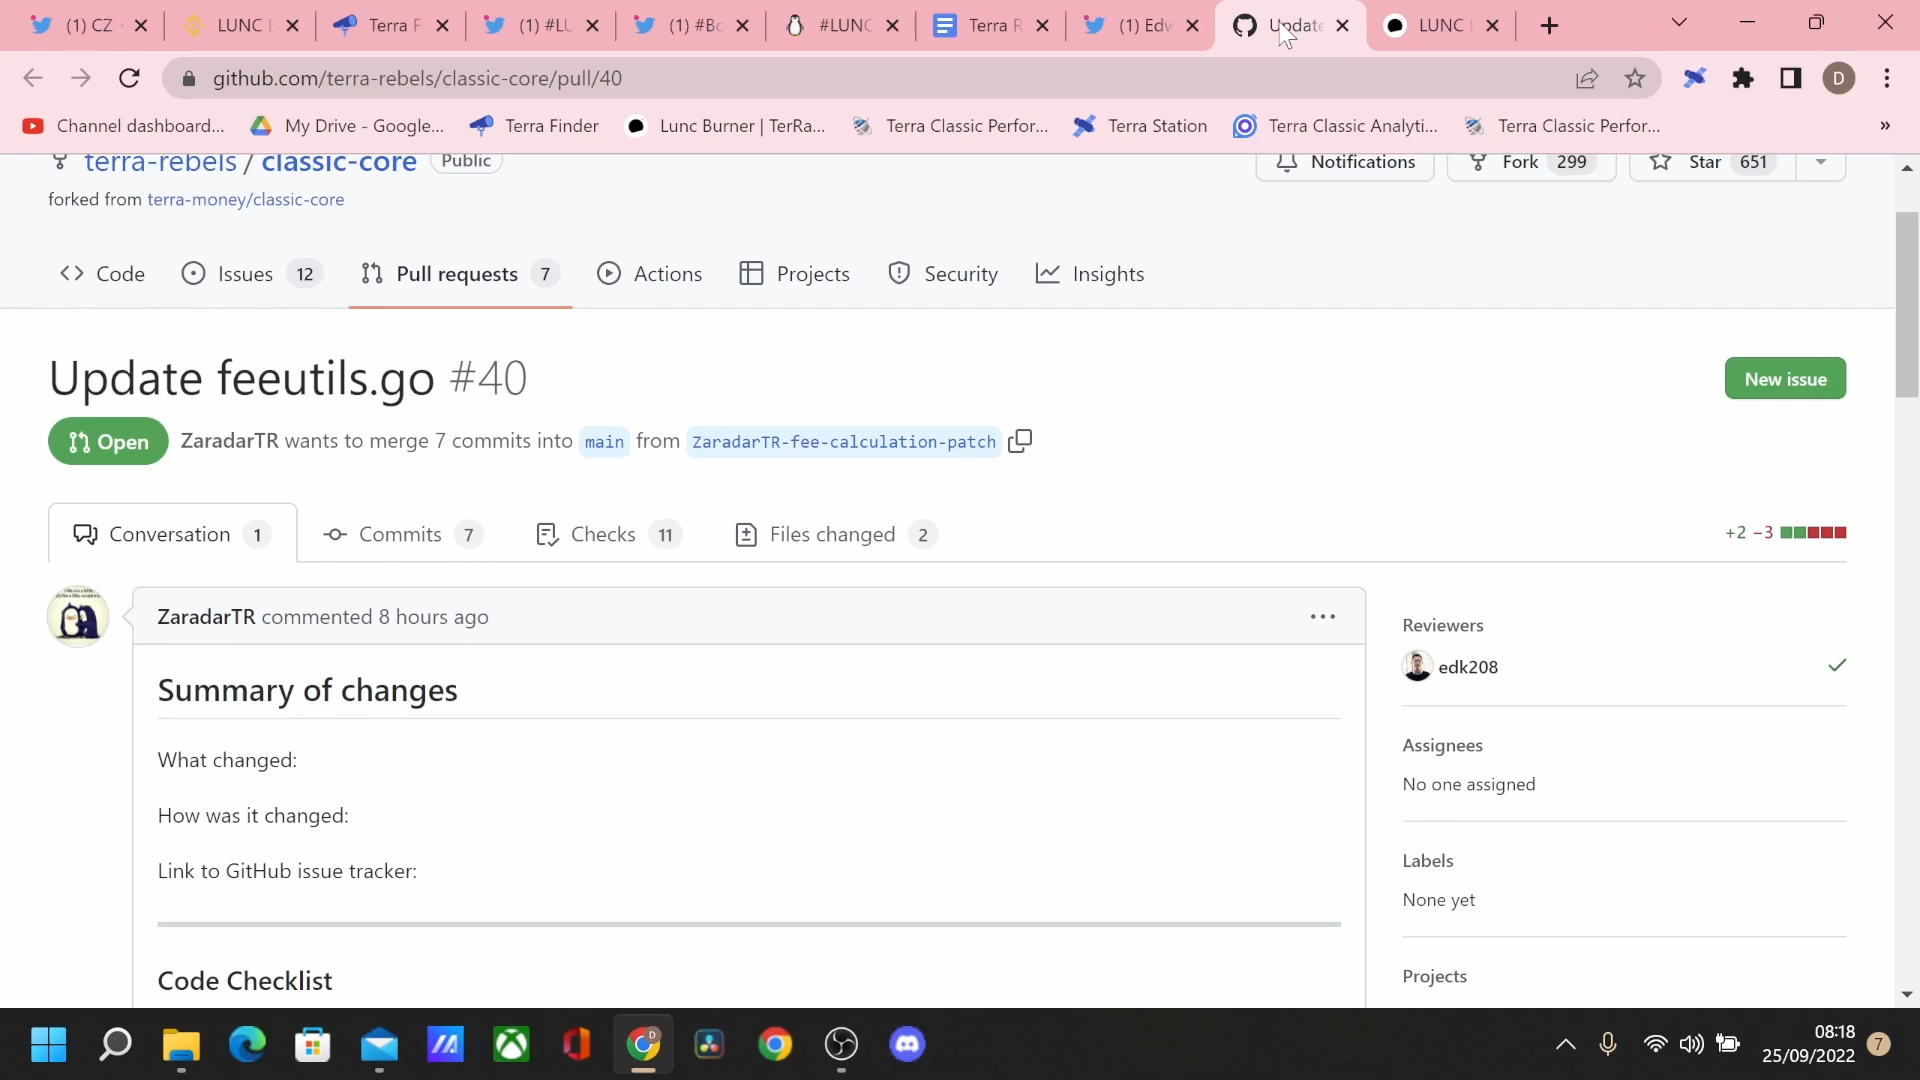 (1) CZ
LUNC
Terra F
(1) #LU
(1) #Bo
#LUNC
Terra R
(1) Edw
Update
LUNC
github.com/terra-rebels/classic-core/pull/40
D
Channel dashboard...
My Drive - Google...
Terra Finder
Lunc Burner | TerRa...
Terra Classic Perfor...
Terra Station
Terra Classic Analyti...
Terra Classic Perfor...
»
terra-rebels / classic-core Public
Notifications
Fork 299
Star 651
forked from terra-money/classic-core
Code
Issues 12
Pull requests 7
Actions
Projects
Security
Insights
Update feeutils.go #40
New issue
Open
ZaradarTR wants to merge 7 commits into main from ZaradarTR-fee-calculation-patch
Conversation 1
Commits 7
Checks 11
Files changed 2
+2 −3
ZaradarTR commented 8 hours ago
Summary of changes
What changed:
How was it changed:
Link to GitHub issue tracker:
Code Checklist
Reviewers
edk208
Assignees
No one assigned
Labels
None yet
Projects
08:18
25/09/2022
7